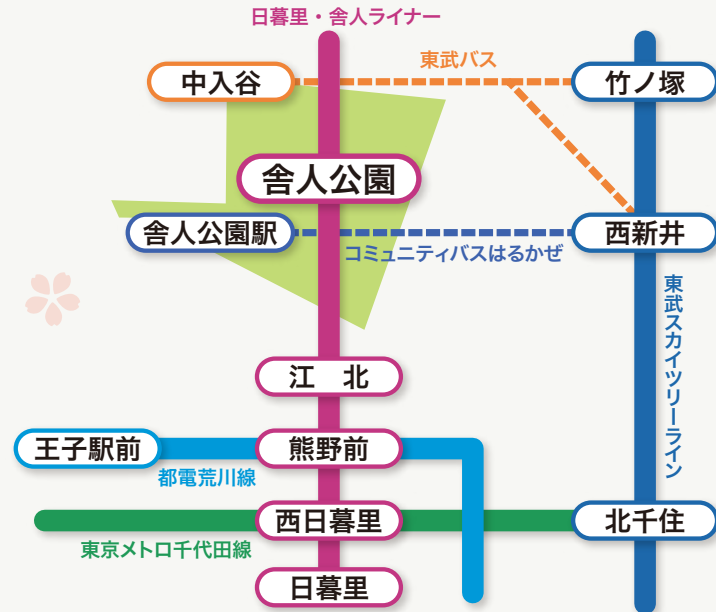 日暮里・舎人ライナー
東武バス
中入谷
竹ノ塚
舎人公園
舎人公園駅
西新井
コミュニティバスはるかぜ
東武スカイツリーライン
江 北
王子駅前
熊野前
都電荒川線
西日暮里
北千住
東京メトロ千代田線
日暮里